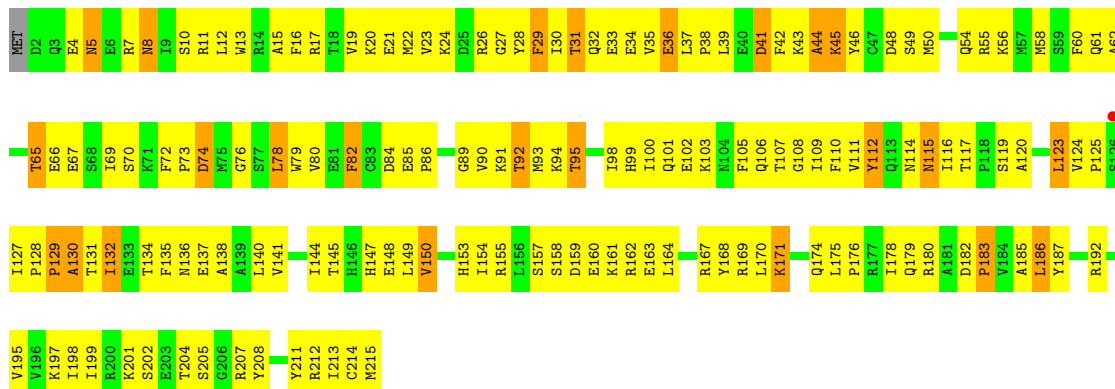 MET D2 Q3 E4 N5 E6 R7 N8 I9 S10 R11 L12 W13 R14 A15 F16 R17 T18 V19 K20 E21 M22 V23 K24 D25 R26 G27 Y28 F29 I30 T31 Q32 E33 E34 V35 E36 L37 P38 L39 E40 D41 F42 K43 A44 K45 Y46 C47 D48 S49 M50 Q54 R55 K56 M57 M58 S59 F60 Q61 A62
T65 E66 E67 S68 I69 S70 K71 F72 P73 D74 M75 G76 S77 L78 W79 V80 E81 F82 C83 D84 E85 P86 G89 V90 K91 T92 M93 K94 T95 I98 H99 I100 Q101 E102 K103 N104 F105 Q106 T107 G108 I109 F110 V111 Y112 Q113 N114 N115 I116 T117 P118 S119 A120 L123 V124 P125 S126
I127 P128 P129 A130 T131 I132 E133 T134 F135 N136 E137 A138 A139 L140 V141 I144 T145 H146 H147 E148 L149 V150 H153 I154 R155 L156 S157 S158 D159 E160 K161 R162 E163 L164 R167 Y168 R169 L170 K171 Q174 L175 P176 R177 I178 Q179 R180 A181 D182 P183 V184 A185 L186 Y187 R192
V195 V196 K197 I198 I199 R200 K201 S202 E203 T204 S205 G206 R207 Y208 Y211 R212 I213 C214 M215